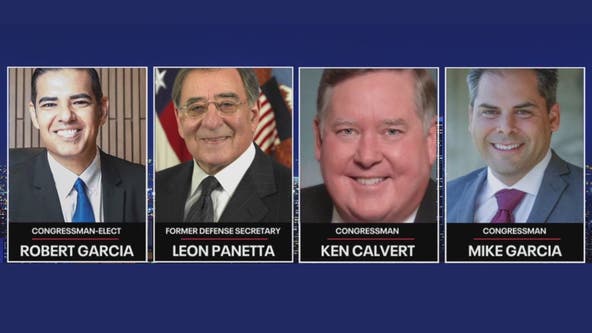 CONGRESSMAN-ELECT
ROBERT GARCIA
FORMER DEFENSE SECRETARY
LEON PANETTA
CONGRESSMAN
KEN CALVERT
CONGRESSMAN
MIKE GARCIA